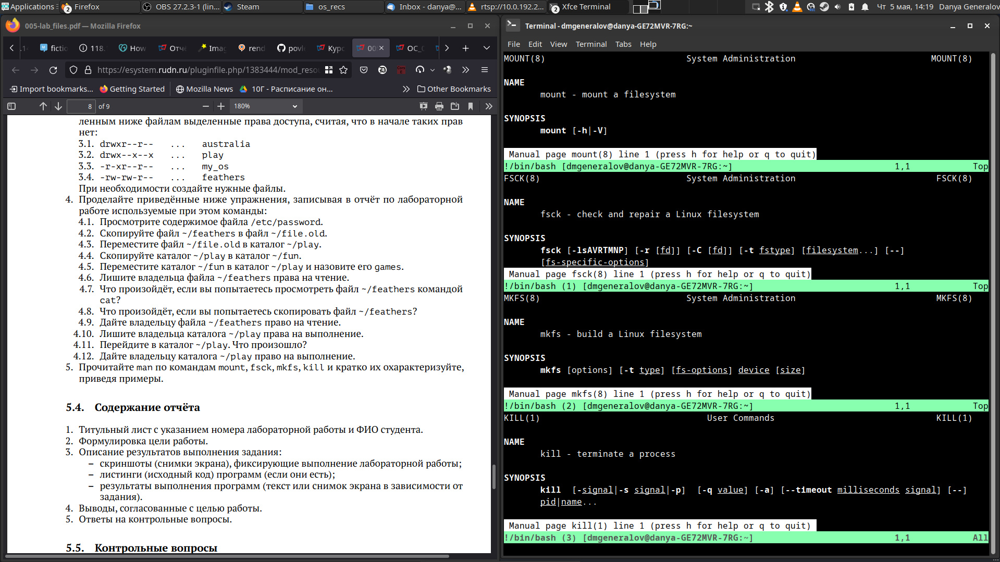 Applications
2 Firefox
OBS 27.2.3-1 (lin...
Steam
os_recs
Inbox - danya@...
rtsp://10.0.192.2...
2 Xfce Terminal
Чт 5 мая, 14:19
Danya Generalov
005-lab_files.pdf — Mozilla Firefox
fictio
118.
How
Отчё
Imag
rend
povle
Курс
005
ОС_
https://esystem.rudn.ru/pluginfile.php/1383444/mod_reso
Import bookmarks...
Getting Started
Mozilla News
10Г - Расписание он...
Other Bookmarks
8 of 9
180%
ленным ниже файлам выделенные права доступа, считая, что в начале таких прав
нет:
3.1. drwxr--r-- ... australia
3.2. drwx--x--x ... play
3.3. -r-xr--r-- ... my_os
3.4. -rw-rw-r-- ... feathers
При необходимости создайте нужные файлы.
4. Проделайте приведённые ниже упражнения, записывая в отчёт по лабораторной
работе используемые при этом команды:
4.1. Просмотрите содержимое файла /etc/password.
4.2. Скопируйте файл ~/feathers в файл ~/file.old.
4.3. Переместите файл ~/file.old в каталог ~/play.
4.4. Скопируйте каталог ~/play в каталог ~/fun.
4.5. Переместите каталог ~/fun в каталог ~/play и назовите его games.
4.6. Лишите владельца файла ~/feathers права на чтение.
4.7. Что произойдёт, если вы попытаетесь просмотреть файл ~/feathers командой
cat?
4.8. Что произойдёт, если вы попытаетесь скопировать файл ~/feathers?
4.9. Дайте владельцу файла ~/feathers право на чтение.
4.10. Лишите владельца каталога ~/play права на выполнение.
4.11. Перейдите в каталог ~/play. Что произошло?
4.12. Дайте владельцу каталога ~/play право на выполнение.
5. Прочитайте man по командам mount, fsck, mkfs, kill и кратко их охарактеризуйте,
приведя примеры.
5.4. Содержание отчёта
1. Титульный лист с указанием номера лабораторной работы и ФИО студента.
2. Формулировка цели работы.
3. Описание результатов выполнения задания:
– скриншоты (снимки экрана), фиксирующие выполнение лабораторной работы;
– листинги (исходный код) программ (если они есть);
– результаты выполнения программ (текст или снимок экрана в зависимости от
задания).
4. Выводы, согласованные с целью работы.
5. Ответы на контрольные вопросы.
5.5. Контрольные вопросы
Terminal - dmgeneralov@danya-GE72MVR-7RG:~
File Edit View Terminal Tabs Help
MOUNT(8) System Administration MOUNT(8)
NAME
mount - mount a filesystem
SYNOPSIS
mount [-h|-V]
Manual page mount(8) line 1 (press h for help or q to quit)
!/bin/bash [dmgeneralov@danya-GE72MVR-7RG:~] 1,1 Top
FSCK(8) System Administration FSCK(8)
NAME
fsck - check and repair a Linux filesystem
SYNOPSIS
fsck [-lsAVRTMNP] [-r [fd]] [-C [fd]] [-t fstype] [filesystem...] [--]
[fs-specific-options]
Manual page fsck(8) line 1 (press h for help or q to quit)
!/bin/bash (1) [dmgeneralov@danya-GE72MVR-7RG:~] 1,1 Top
MKFS(8) System Administration MKFS(8)
NAME
mkfs - build a Linux filesystem
SYNOPSIS
mkfs [options] [-t type] [fs-options] device [size]
Manual page mkfs(8) line 1 (press h for help or q to quit)
!/bin/bash (2) [dmgeneralov@danya-GE72MVR-7RG:~] 1,1 Top
KILL(1) User Commands KILL(1)
NAME
kill - terminate a process
SYNOPSIS
kill [-signal|-s signal|-p] [-q value] [-a] [--timeout milliseconds signal] [--]
pid|name...
Manual page kill(1) line 1 (press h for help or q to quit)
!/bin/bash (3) [dmgeneralov@danya-GE72MVR-7RG:~] 1,1 All